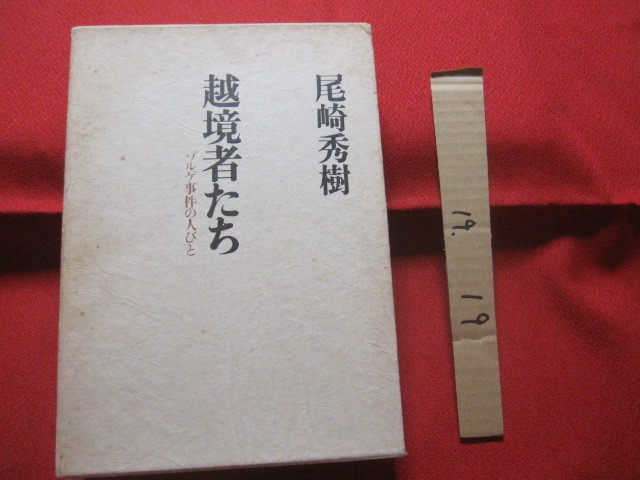 尾崎秀樹
越境者たち
ゾルゲ事件の人びと
19.
19